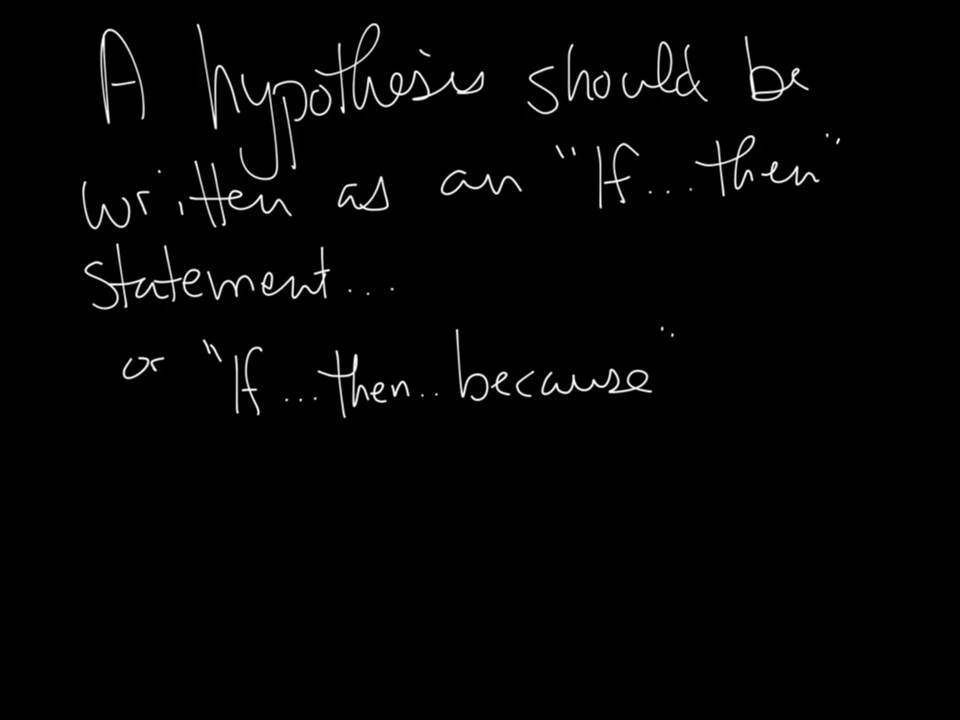 A hypothesis should be
written as an "If...then"
statement...
or "If...then..because"